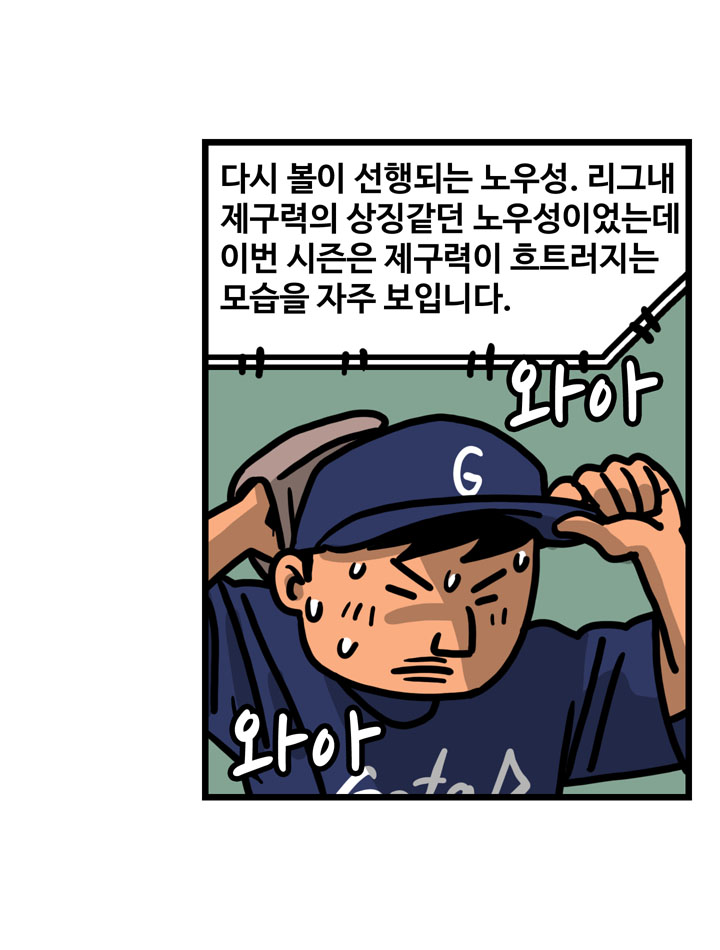 다시 볼이 선행되는 노우성. 리그내
제구력의 상징같던 노우성이었는데
이번 시즌은 제구력이 흐트러지는
모습을 자주 보입니다.
와아
G
와아